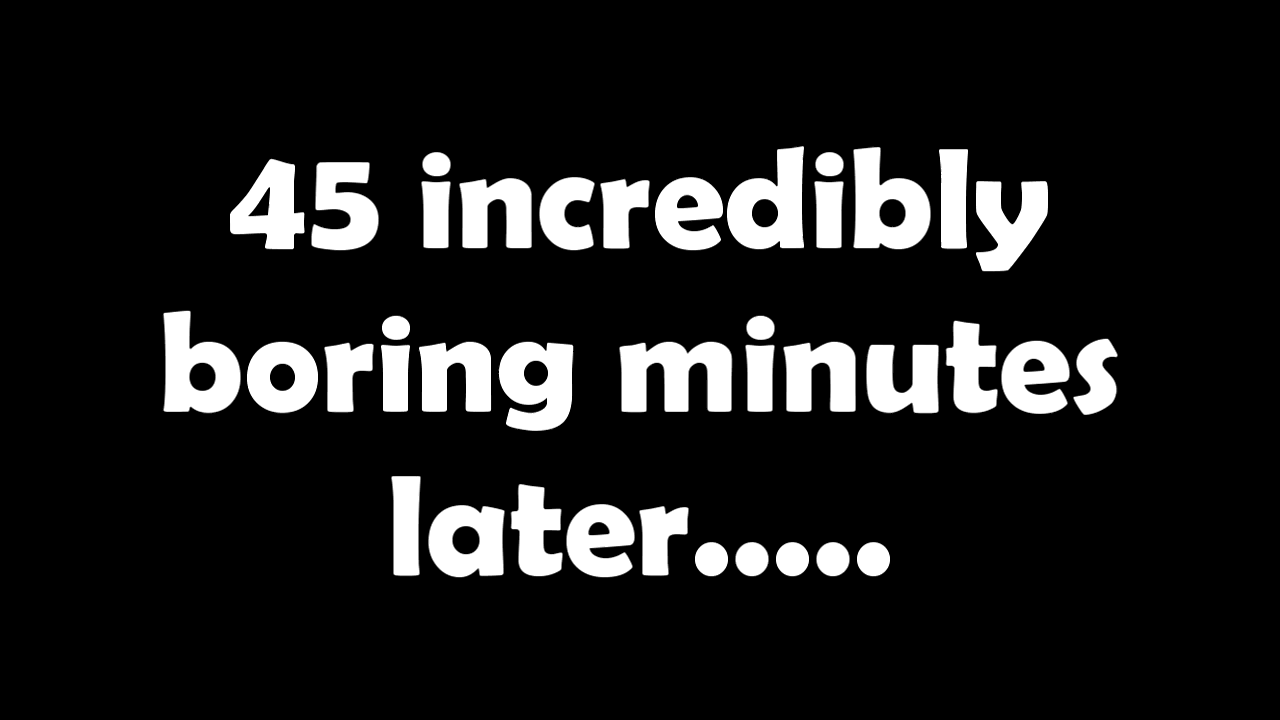 45 incredibly
boring minutes
later.....